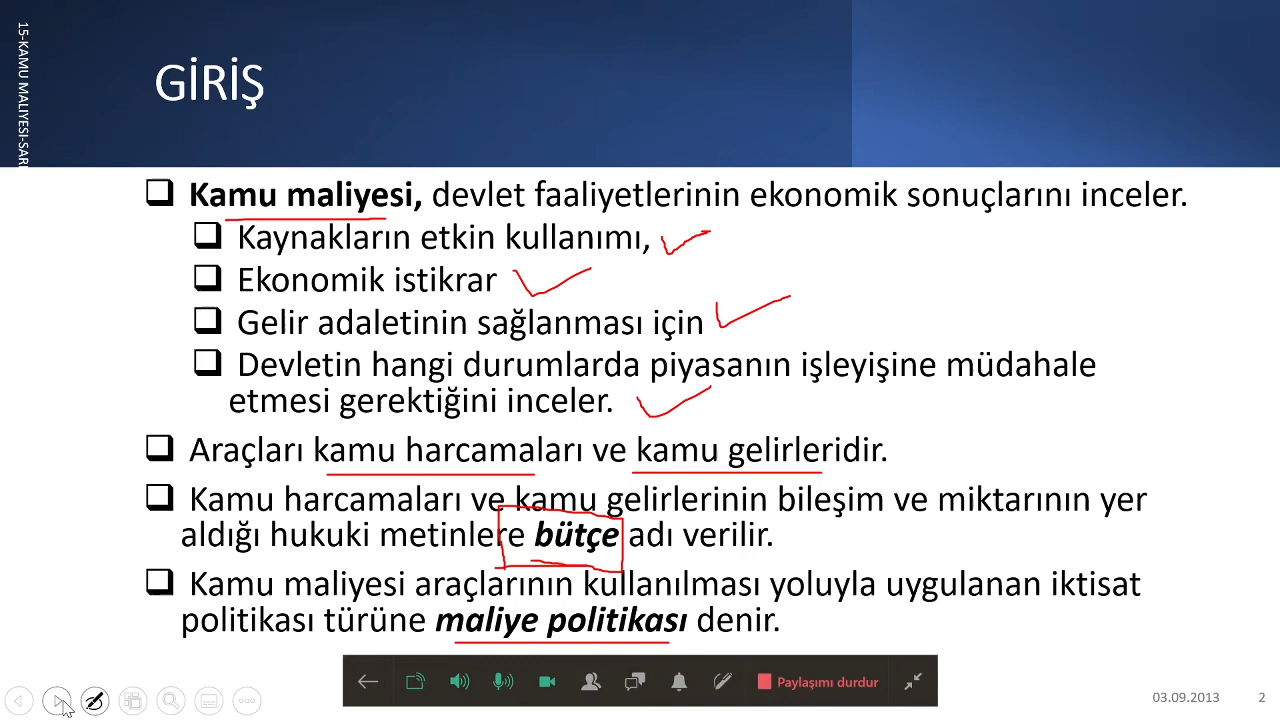 15-KAMU MALIYESI-SARI
GİRİŞ
Kamu maliyesi, devlet faaliyetlerinin ekonomik sonuçlarını inceler.
Kaynakların etkin kullanımı,
Ekonomik istikrar
Gelir adaletinin sağlanması için
Devletin hangi durumlarda piyasanın işleyişine müdahale
etmesi gerektiğini inceler.
Araçları kamu harcamaları ve kamu gelirleridir.
Kamu harcamaları ve kamu gelirlerinin bileşim ve miktarının yer
aldığı hukuki metinlere bütçe adı verilir.
Kamu maliyesi araçlarının kullanılması yoluyla uygulanan iktisat
politikası türüne maliye politikası denir.
Paylaşımı durdur
03.09.2013 2